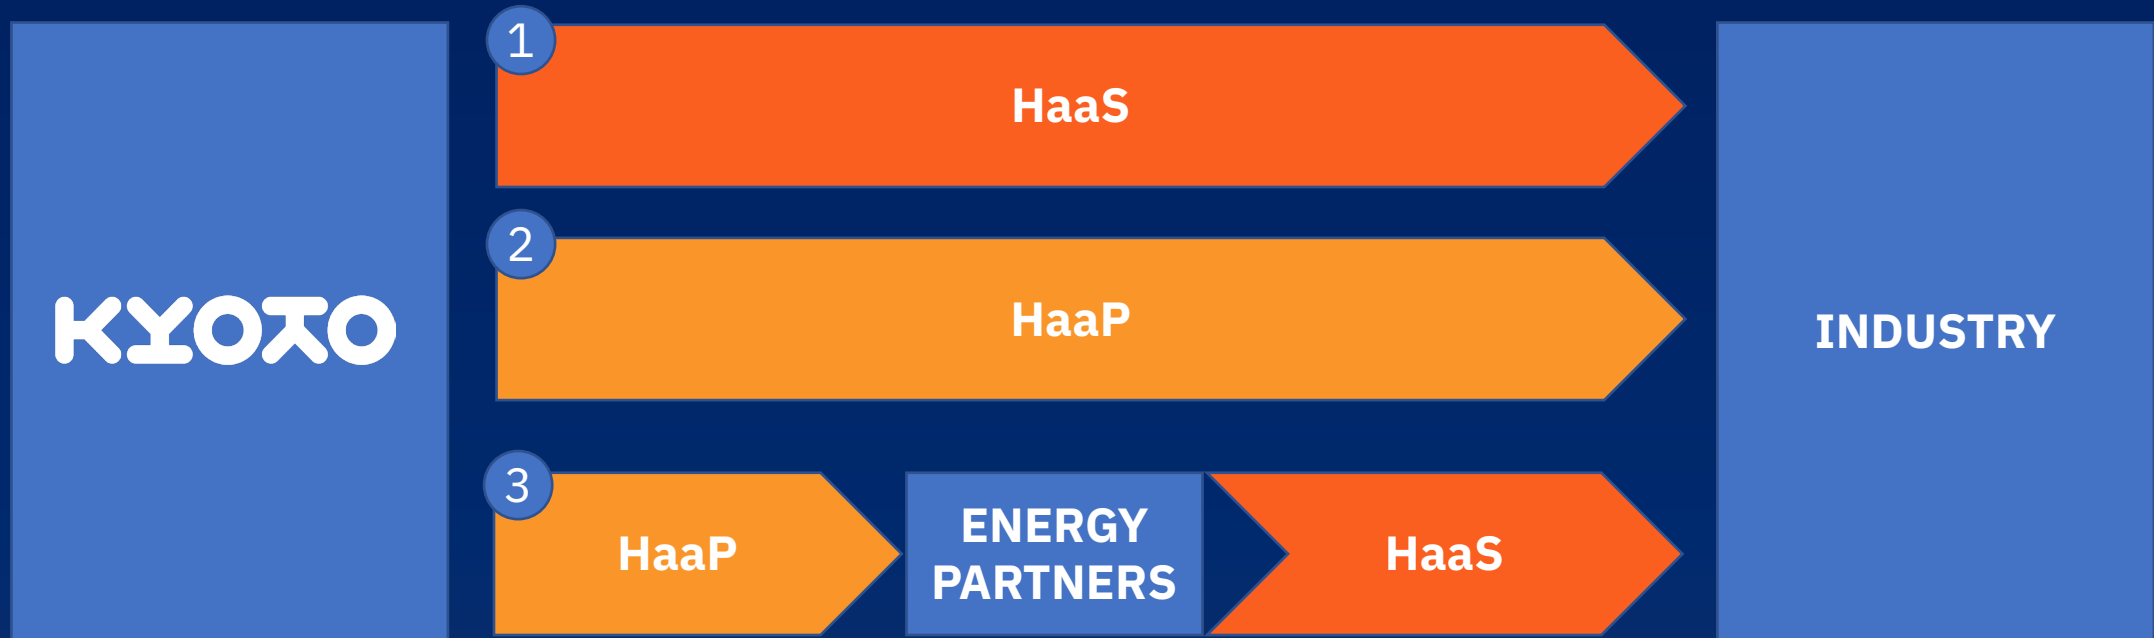 KYOTO
1
HaaS
2
HaaP
3
HaaP
ENERGY
PARTNERS
HaaS
INDUSTRY